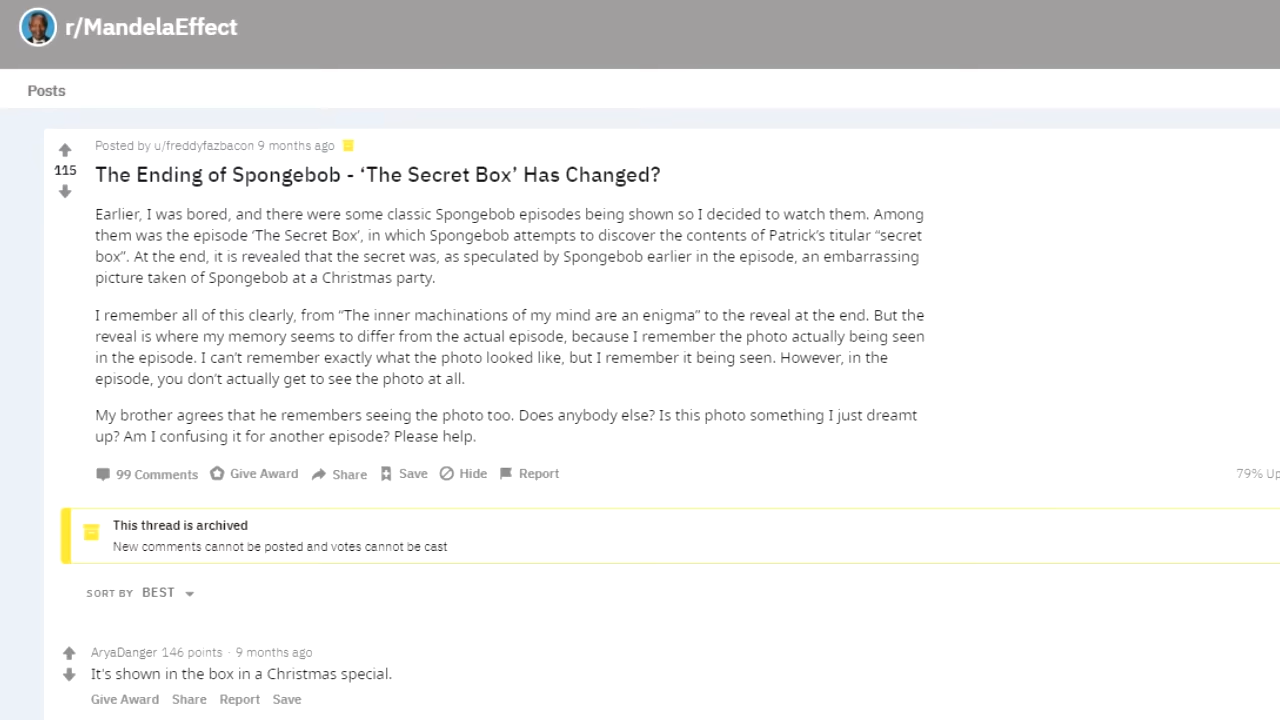 r/MandelaEffect
Posts
Posted by u/freddyfazbacon 9 months ago
115
The Ending of Spongebob - ‘The Secret Box’ Has Changed?
Earlier, I was bored, and there were some classic Spongebob episodes being shown so I decided to watch them. Among
them was the episode ‘The Secret Box’, in which Spongebob attempts to discover the contents of Patrick’s titular “secret
box”. At the end, it is revealed that the secret was, as speculated by Spongebob earlier in the episode, an embarrassing
picture taken of Spongebob at a Christmas party.
I remember all of this clearly, from “The inner machinations of my mind are an enigma” to the reveal at the end. But the
reveal is where my memory seems to differ from the actual episode, because I remember the photo actually being seen
in the episode. I can’t remember exactly what the photo looked like, but I remember it being seen. However, in the
episode, you don’t actually get to see the photo at all.
My brother agrees that he remembers seeing the photo too. Does anybody else? Is this photo something I just dreamt
up? Am I confusing it for another episode? Please help.
99 Comments Give Award Share Save Hide Report
79% Up
This thread is archived
New comments cannot be posted and votes cannot be cast
SORT BY BEST
AryaDanger 146 points · 9 months ago
It's shown in the box in a Christmas special.
Give Award Share Report Save